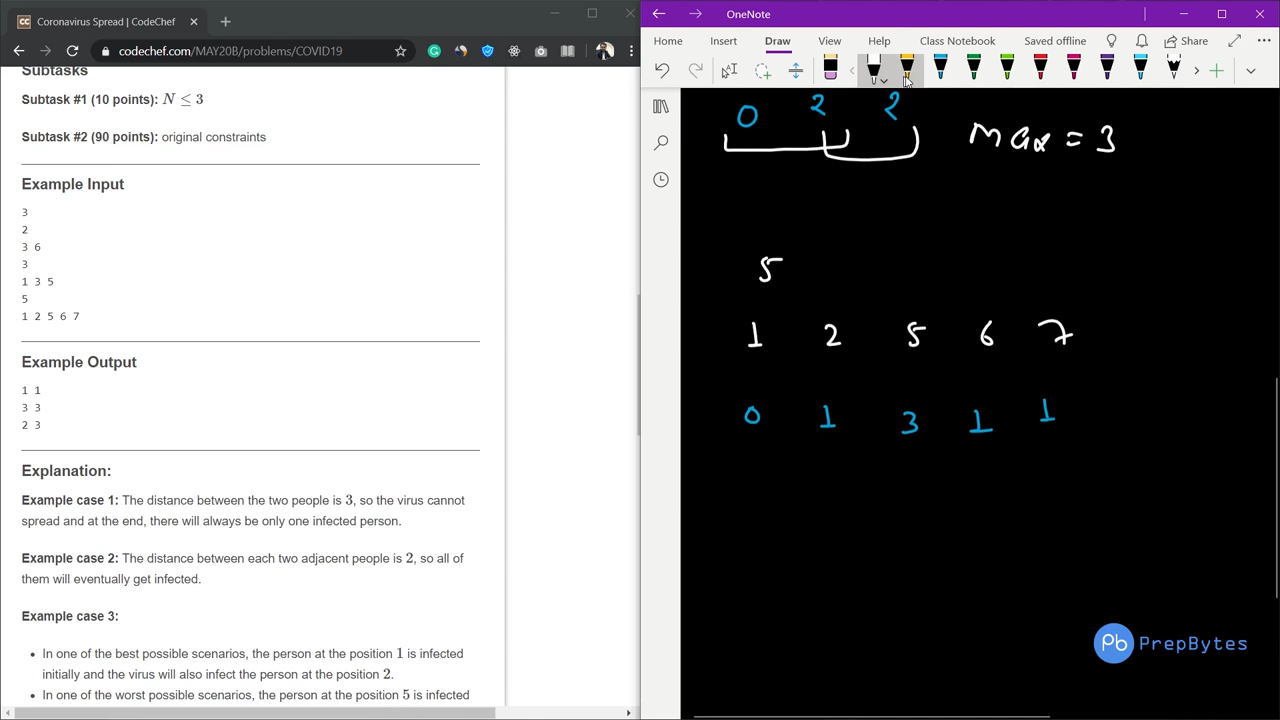 Coronavirus Spread | CodeChef
codechef.com/MAY20B/problems/COVID19
Subtasks
Subtask #1 (10 points): N ≤ 3
Subtask #2 (90 points): original constraints
Example Input
3
2
3 6
3
1 3 5
5
1 2 5 6 7
Example Output
1 1
3 3
2 3
Explanation:
Example case 1: The distance between the two people is 3, so the virus cannot
spread and at the end, there will always be only one infected person.
Example case 2: The distance between each two adjacent people is 2, so all of
them will eventually get infected.
Example case 3:
• In one of the best possible scenarios, the person at the position 1 is infected
initially and the virus will also infect the person at the position 2.
• In one of the worst possible scenarios, the person at the position 5 is infected
OneNote
Home Insert Draw View Help Class Notebook Saved offline Share
0 2 2 Max = 3
5
1 2 5 6 7
0 1 3 1 1
Pb PrepBytes